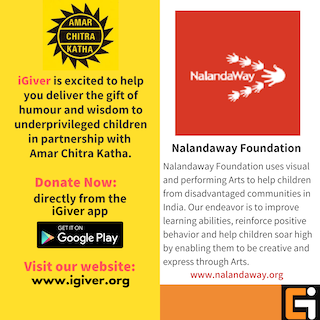 AMAR
CHITRA
KATHA
iGiver is excited to help
you deliver the gift of
humour and wisdom to
underprivileged children
in partnership with
Amar Chitra Katha.
Donate Now:
directly from the
iGiver app
GET IT ON
Google Play
Visit our website:
www.igiver.org
NalandaWay
Nalandaway Foundation
Nalandaway Foundation uses visual
and performing Arts to help children
from disadvantaged communities in
India. Our endeavor is to improve
learning abilities, reinforce positive
behavior and help children soar high
by enabling them to be creative and
express through Arts.
www.nalandaway.org
Gi